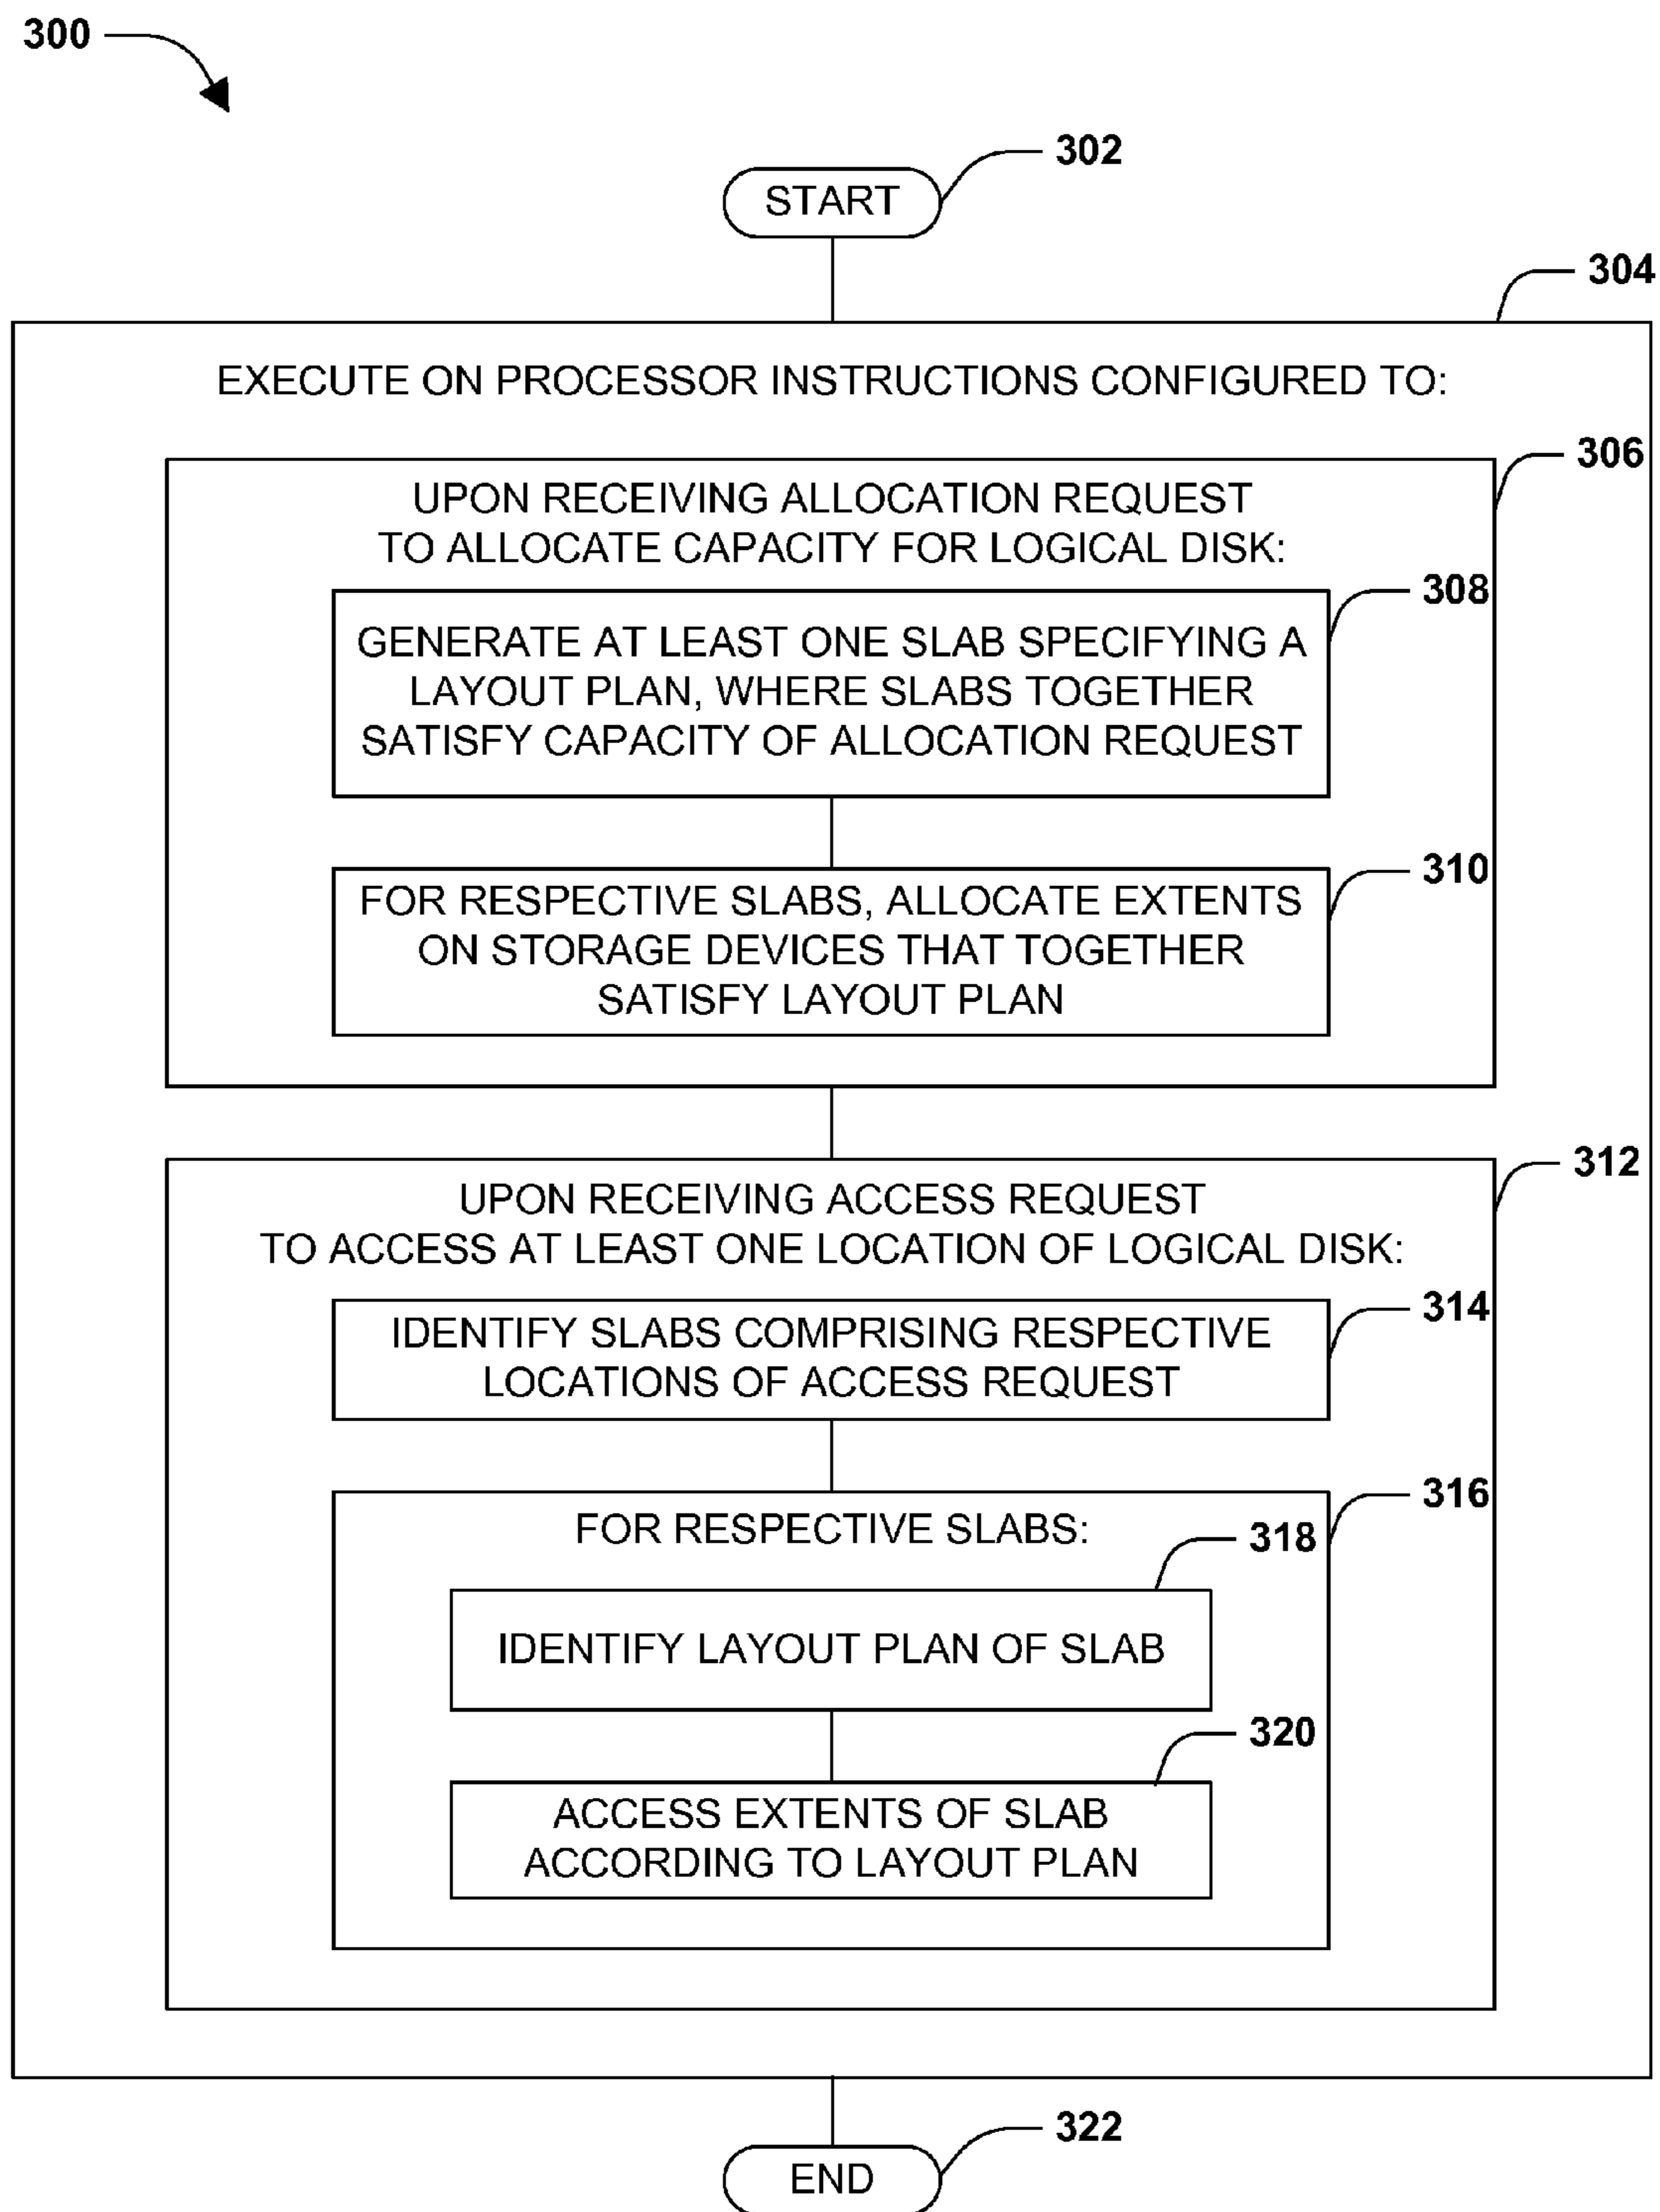 300
302
START
304
EXECUTE ON PROCESSOR INSTRUCTIONS CONFIGURED TO:
306
UPON RECEIVING ALLOCATION REQUEST
TO ALLOCATE CAPACITY FOR LOGICAL DISK:
308
GENERATE AT LEAST ONE SLAB SPECIFYING A
LAYOUT PLAN, WHERE SLABS TOGETHER
SATISFY CAPACITY OF ALLOCATION REQUEST
310
FOR RESPECTIVE SLABS, ALLOCATE EXTENTS
ON STORAGE DEVICES THAT TOGETHER
SATISFY LAYOUT PLAN
312
UPON RECEIVING ACCESS REQUEST
TO ACCESS AT LEAST ONE LOCATION OF LOGICAL DISK:
314
IDENTIFY SLABS COMPRISING RESPECTIVE
LOCATIONS OF ACCESS REQUEST
316
FOR RESPECTIVE SLABS:
318
IDENTIFY LAYOUT PLAN OF SLAB
320
ACCESS EXTENTS OF SLAB
ACCORDING TO LAYOUT PLAN
322
END